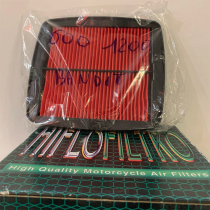 600 1200
BANDIT
HIFLOFILTRO
High Quality Motorcycle Air Filters